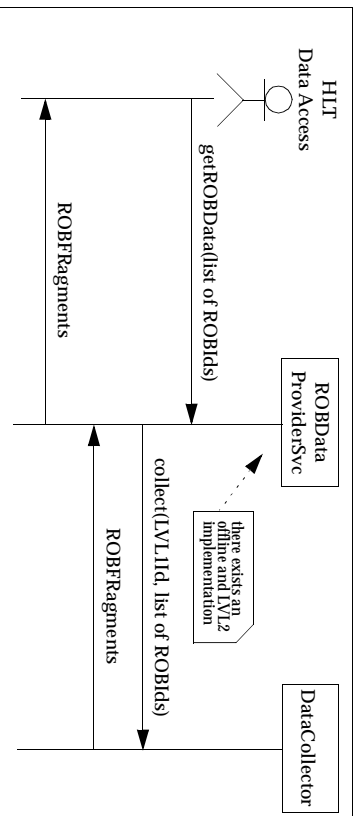 HLT
Data Access
ROBData
ProviderSvc
DataCollector
there exists an
offline and LVL2
implementation
getROBData(list of ROBIds)
collect(LVL1Id, list of ROBIds)
ROBFRagments
ROBFRagments